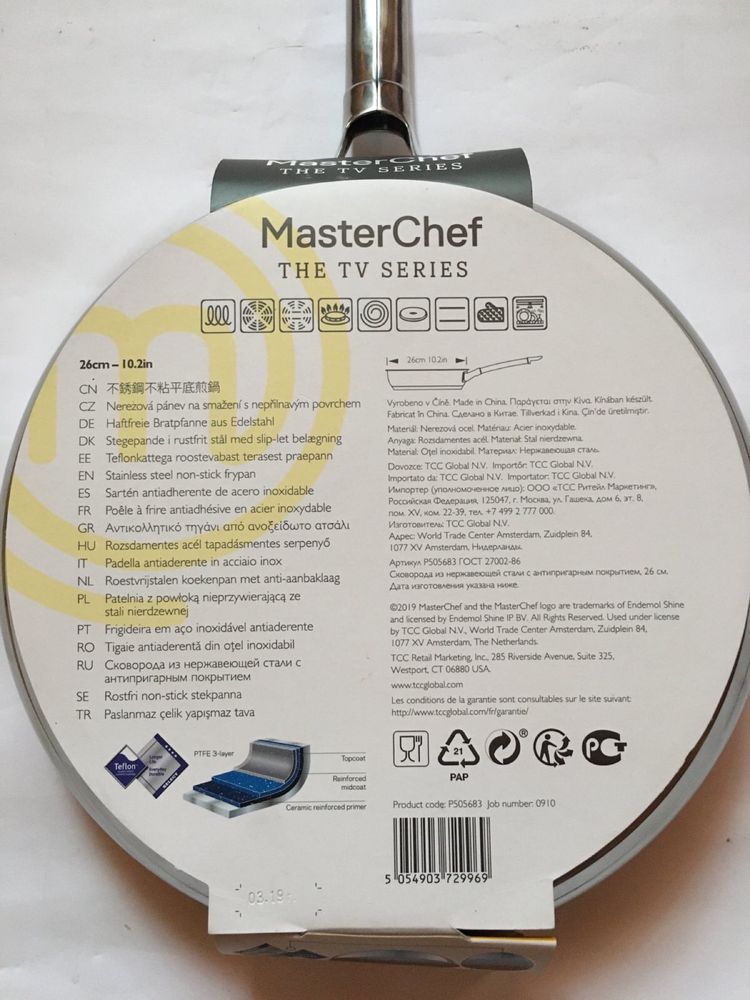 MasterChef
THE TV SERIES
MasterChef
THE TV SERIES
26cm – 10.2in
CN 不銹鋼不粘平底煎鍋
CZ Nerezová pánev na smažení s nepřilnavým povrchem
DE Haftfreie Bratpfanne aus Edelstahl
DK Stegepande i rustfrit stål med slip-let belægning
EE Teflonkattega roostevabast terasest praepann
EN Stainless steel non-stick frypan
ES Sartén antiadherente de acero inoxidable
FR Poêle à frire antiadhésive en acier inoxydable
GR Αντικολλητικό τηγάνι από ανοξείδωτο ατσάλι
HU Rozsdamentes acél tapadásmentes serpenyő
IT Padella antiaderente in acciaio inox
NL Roestvrijstalen koekenpan met anti-aanbaklaag
PL Patelnia z powłoką nieprzywierającą ze
stali nierdzewnej
PT Frigideira em aço inoxidável antiaderente
RO Tigaie antiaderentă din oțel inoxidabil
RU Сковорода из нержавеющей стали с
антипригарным покрытием
SE Rostfri non-stick stekpanna
TR Paslanmaz çelik yapışmaz tava
26cm 10.2in
Vyrobeno v Číně. Made in China. Παράγεται στην Κίνα. Kínában készült.
Fabricat în China. Сделано в Китае. Tillverkad i Kina. Çin'de üretilmiştir.
Materiál: Nerezová ocel. Matériau: Acier inoxydable.
Anyaga: Rozsdamentes acél. Materiał: Stal nierdzewna.
Material: Oțel inoxidabil. Материал: Нержавеющая сталь.
Dovozce: TCC Global N.V. Importőr: TCC Global N.V.
Importato da: TCC Global N.V. Importator: TCC Global N.V.
Импортер (уполномоченное лицо): ООО «ТСС Ритейл Маркетинг»,
Российская Федерация, 125047, г. Москва, ул. Гашека, дом 6, эт. 8,
пом. XV, ком. 22-39, тел. +7 499 2 777 000.
Изготовитель: TCC Global N.V.
Адрес: World Trade Center Amsterdam, Zuidplein 84,
1077 XV Amsterdam, Нидерланды.
Артикул P505683 ГОСТ 27002-86
Сковорода из нержавеющей стали с антипригарным покрытием, 26 см.
Дата изготовления указана ниже.
©2019 MasterChef and the MasterChef logo are trademarks of Endemol Shine
and licensed by Endemol Shine IP BV. All Rights Reserved. Used under license
by TCC Global N.V., World Trade Center Amsterdam, Zuidplein 84,
1077 XV Amsterdam, The Netherlands.
TCC Retail Marketing, Inc., 285 Riverside Avenue, Suite 325,
Westport, CT 06880 USA.
www.tccglobal.com
Les conditions de la garantie sont consultables sur le site suivant:
http://www.tccglobal.com/fr/garantie/
Teflon
Longer
Life
Everyday
Durable
SELECT
PTFE 3-layer
Topcoat
Reinforced
midcoat
Ceramic reinforced primer
21
PAP
®
Product code: P505683 Job number: 0910
5 054903 729969
03.19 г.